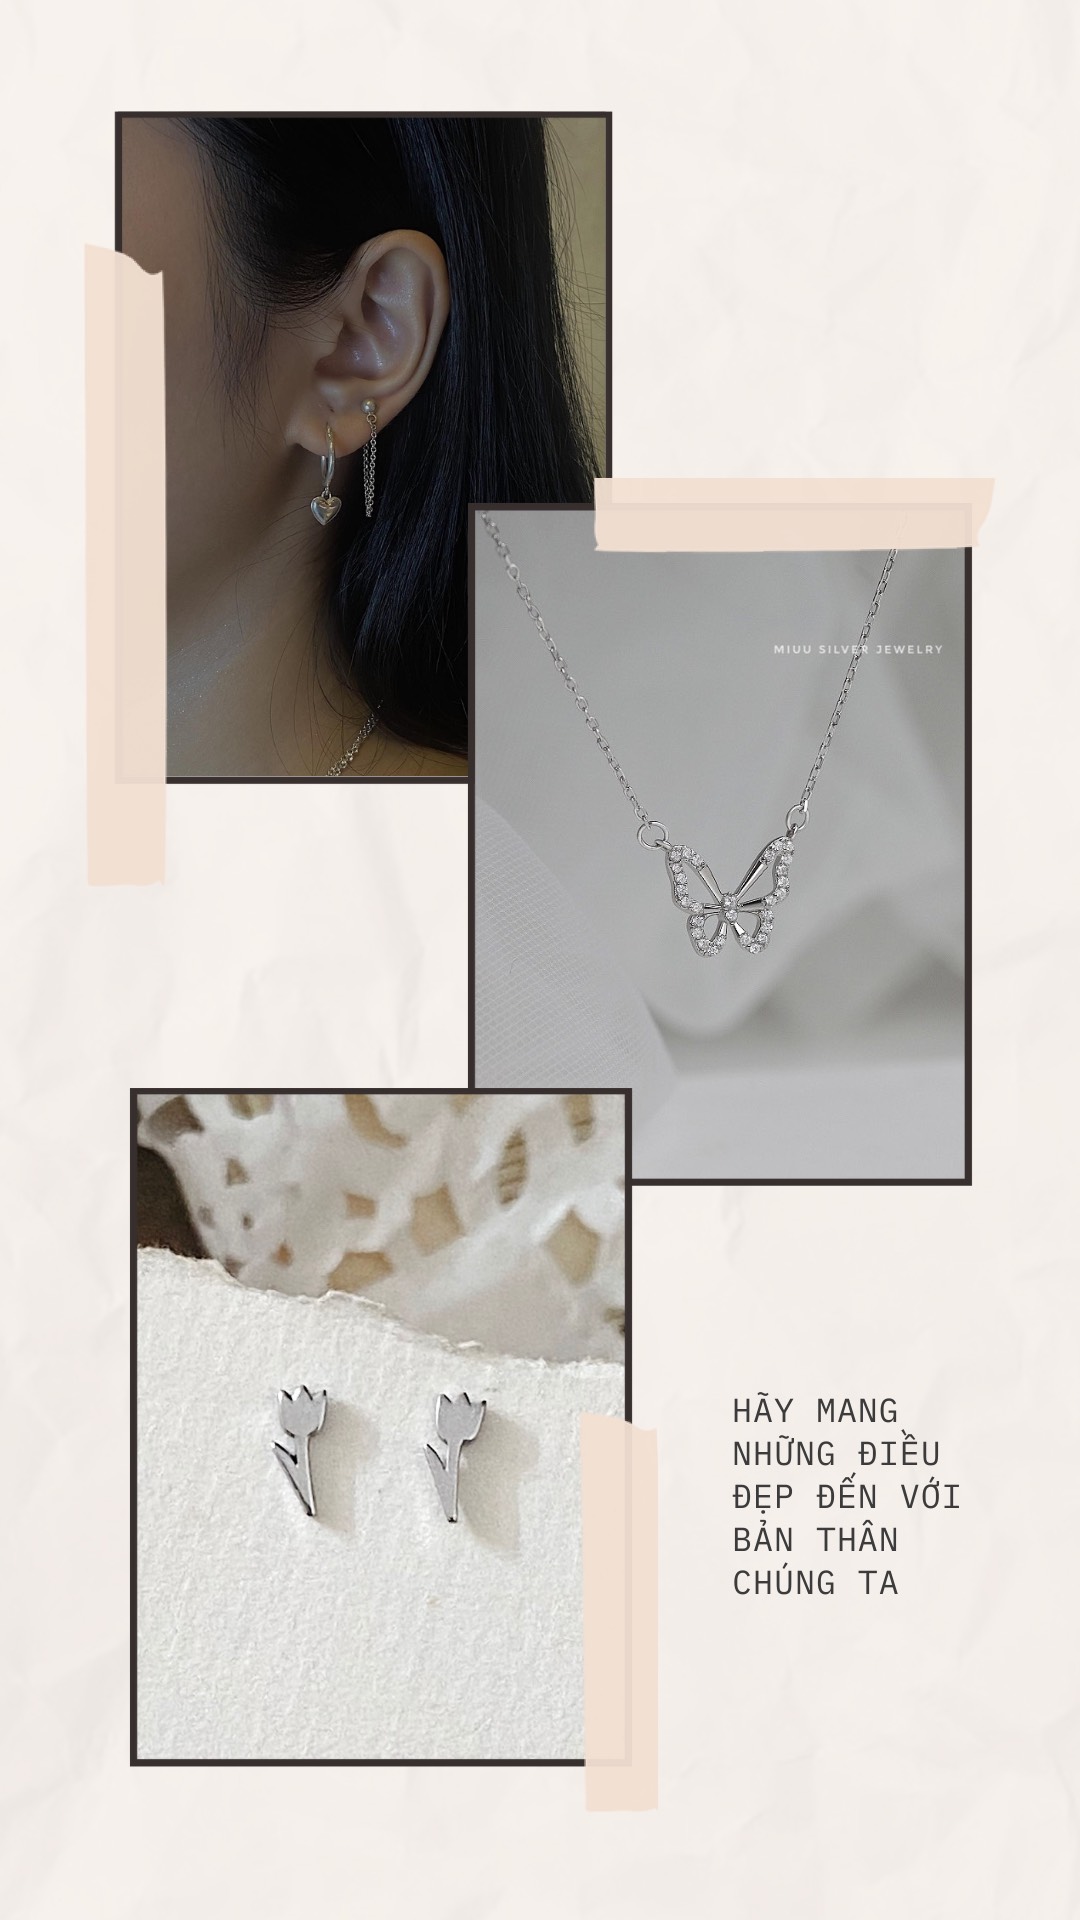 MIUU SILVER JEWELRY
HÃY MANG
NHỮNG ĐIỀU
ĐẸP ĐẾN VỚI
BẢN THÂN
CHÚNG TA